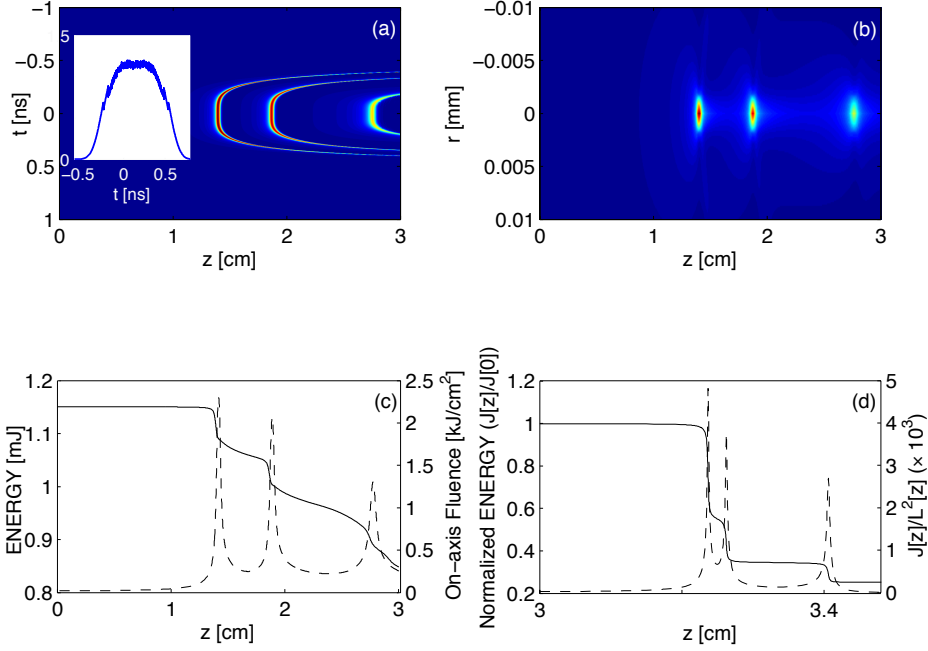 −1
−0.5
0
0.5
1
t [ns]
(a)
5
0
−0.5 0 0.5
t [ns]
0 1 2 3
z [cm]
−0.01
−0.005
0
0.005
0.01
r [mm]
(b)
0 1 2 3
z [cm]
1.2
1.1
1
0.9
0.8
ENERGY [mJ]
(c)
2.5
2
1.5
1
0.5
0
On-axis Fluence [kJ/cm²]
0 1 2 3
z [cm]
1.2
1
0.8
0.6
0.4
0.2
Normalized ENERGY (J[z]/J[0])
(d)
5
4
3
2
1
0
J[z]/L²[z] (× 10³)
3 3.4
z [cm]